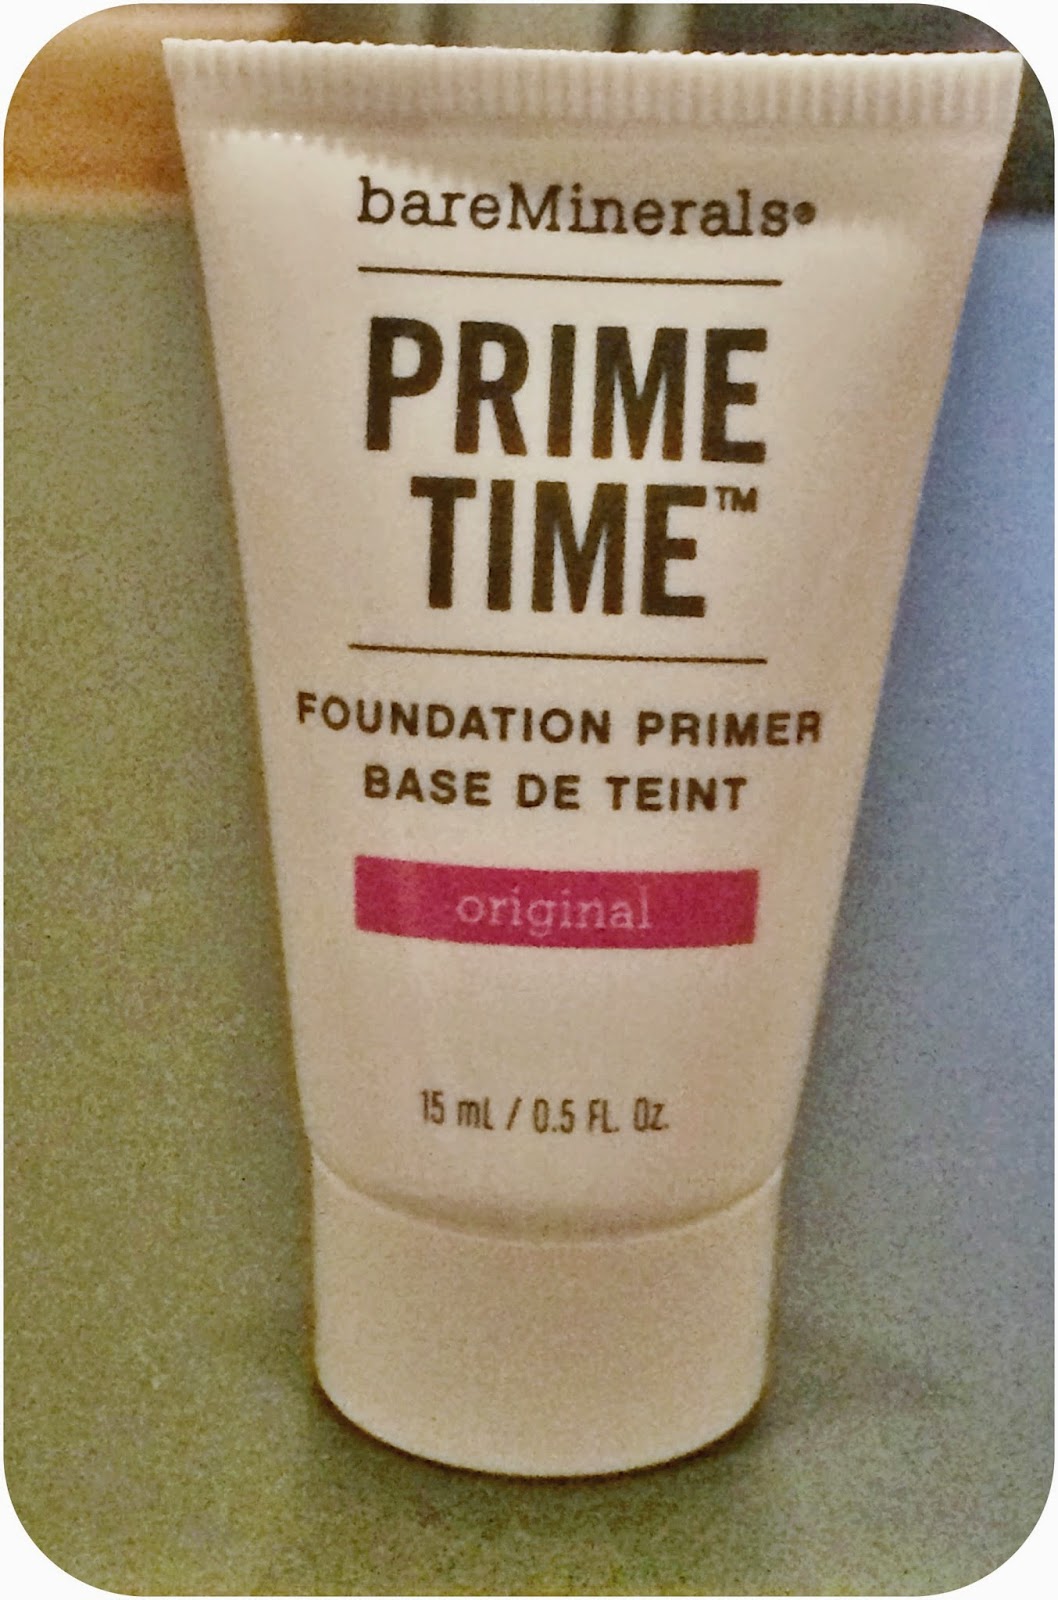 bareMinerals®
PRIME
TIME™
FOUNDATION PRIMER
BASE DE TEINT
original
15 mL / 0.5 FL. Oz.